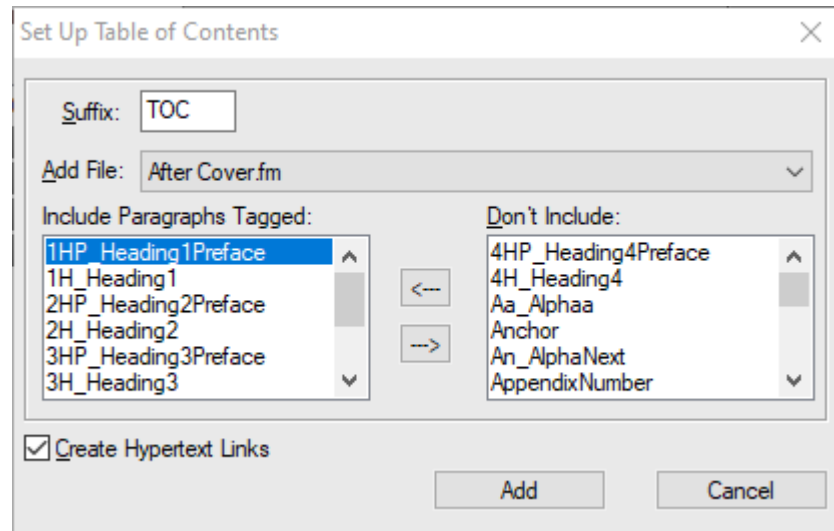 Set Up Table of Contents
Suffix: TOC
Add File: After Cover.fm
Include Paragraphs Tagged:
1HP_Heading1Preface
1H_Heading1
2HP_Heading2Preface
2H_Heading2
3HP_Heading3Preface
3H_Heading3
<---
--->
Don't Include:
4HP_Heading4Preface
4H_Heading4
Aa_Alphaa
Anchor
An_AlphaNext
AppendixNumber
Create Hypertext Links
Add Cancel